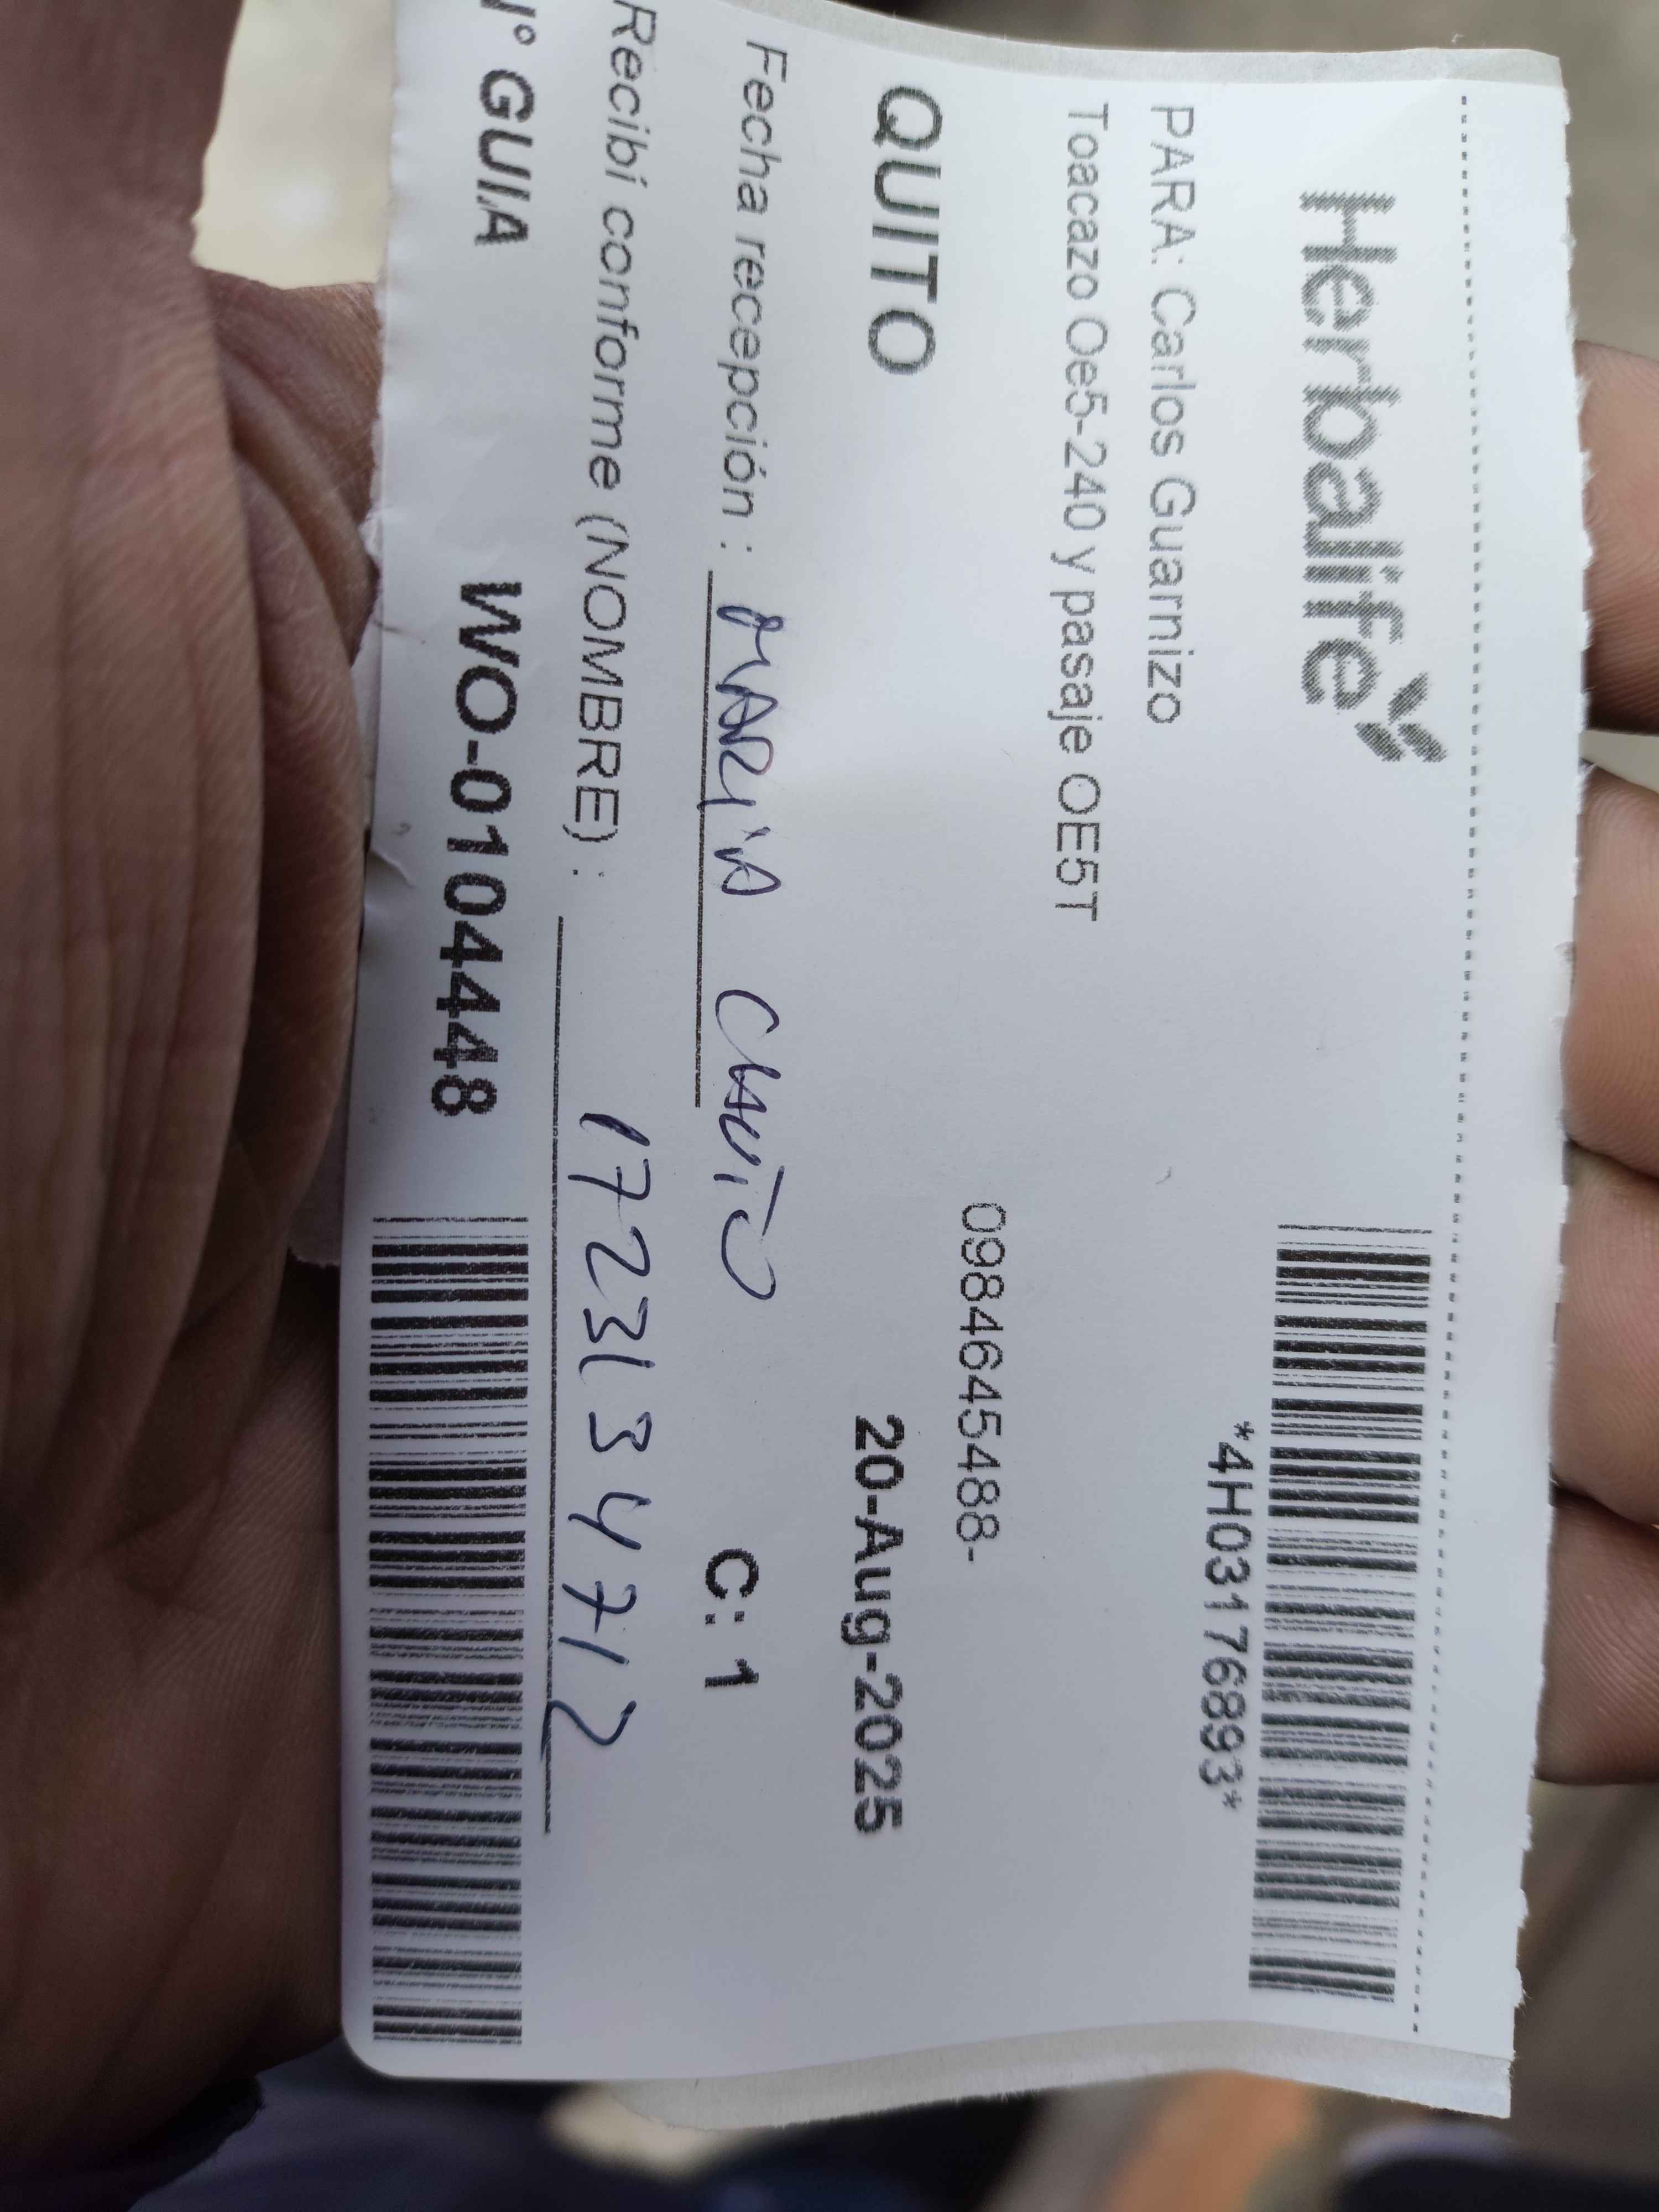 Herbalife
*4H03176893*
PARA: Carlos Guarnizo
Toacazo Oe5-240 y pasaje OE5T
0984645488-
QUITO 20-Aug-2025
Fecha recepción : MARIA C: 1
Recibí conforme (NOMBRE) : 1723134712
N° GUIA WO-0104448